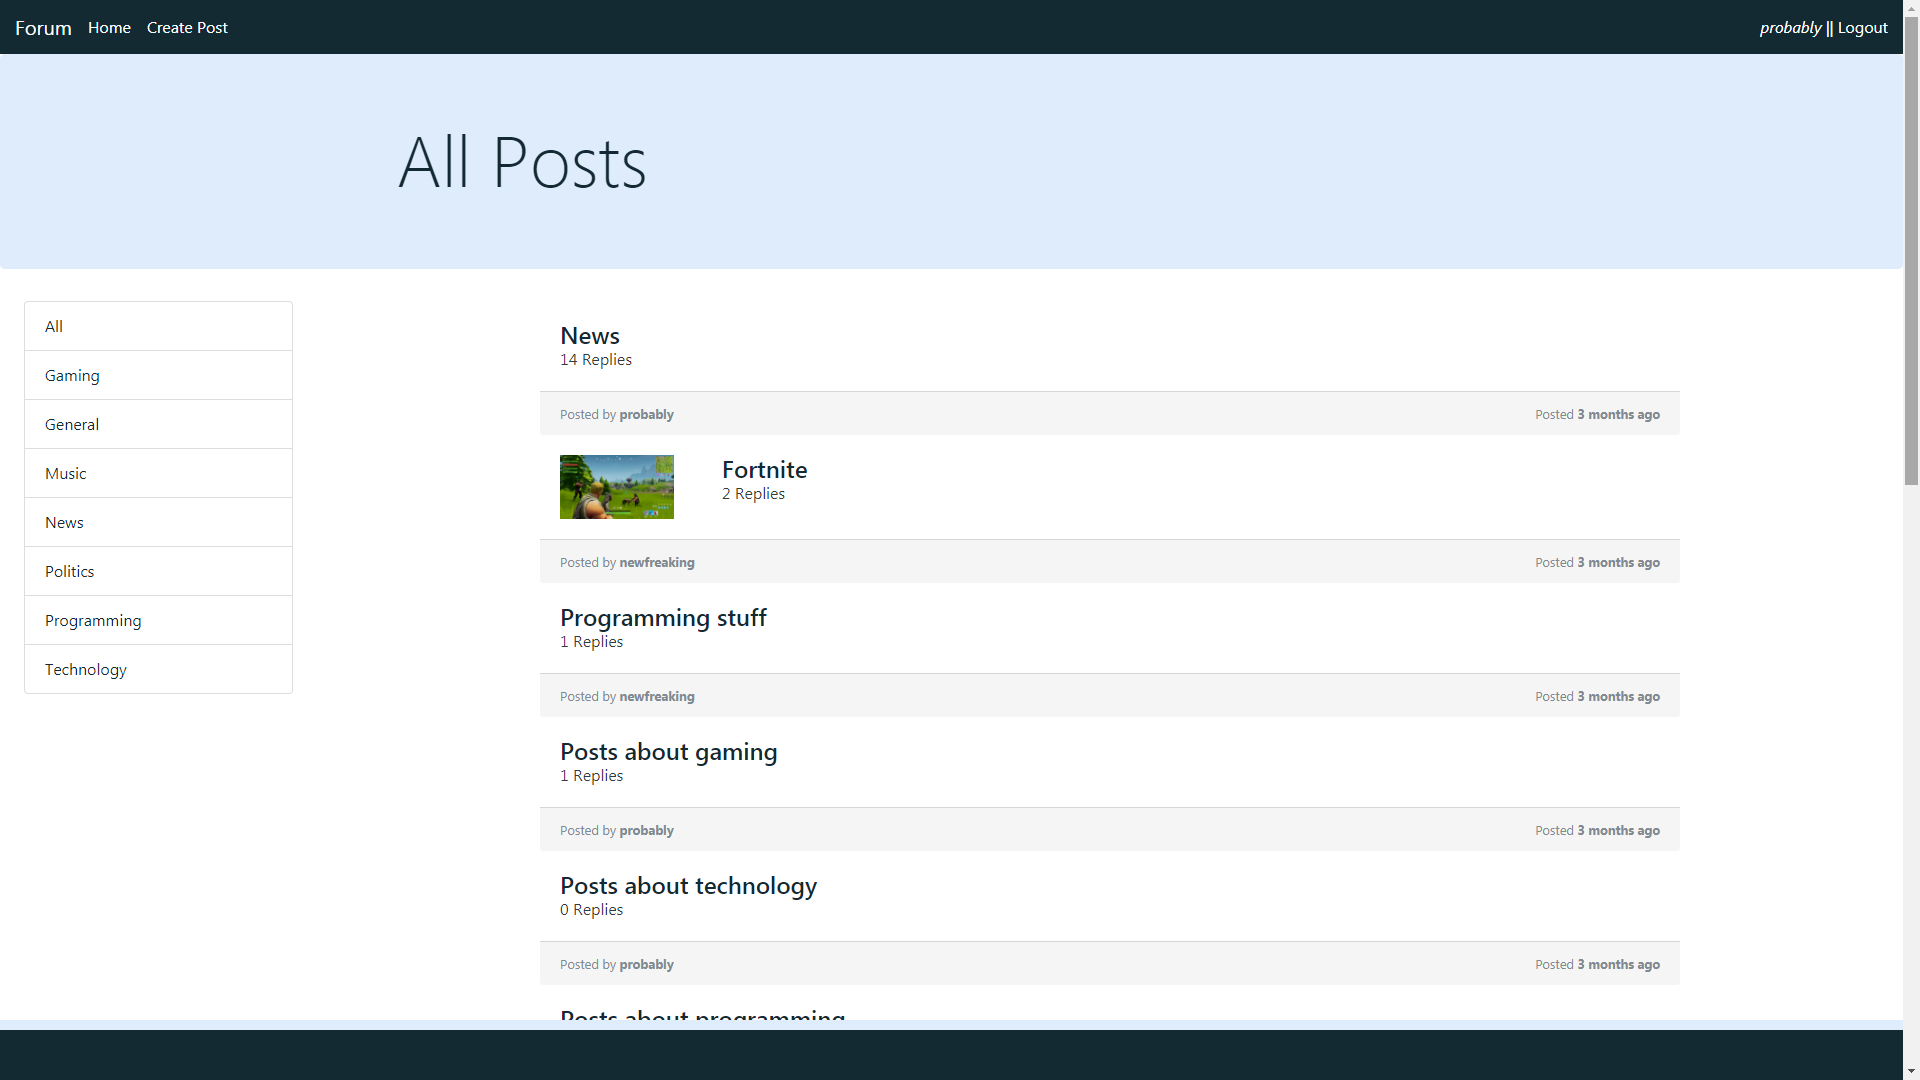 Forum Home Create Post
probably || Logout
All Posts
All
Gaming
General
Music
News
Politics
Programming
Technology
News
14 Replies
Posted by probably Posted 3 months ago
Fortnite
2 Replies
Posted by newfreaking Posted 3 months ago
Programming stuff
1 Replies
Posted by newfreaking Posted 3 months ago
Posts about gaming
1 Replies
Posted by probably Posted 3 months ago
Posts about technology
0 Replies
Posted by probably Posted 3 months ago
Posts about programming